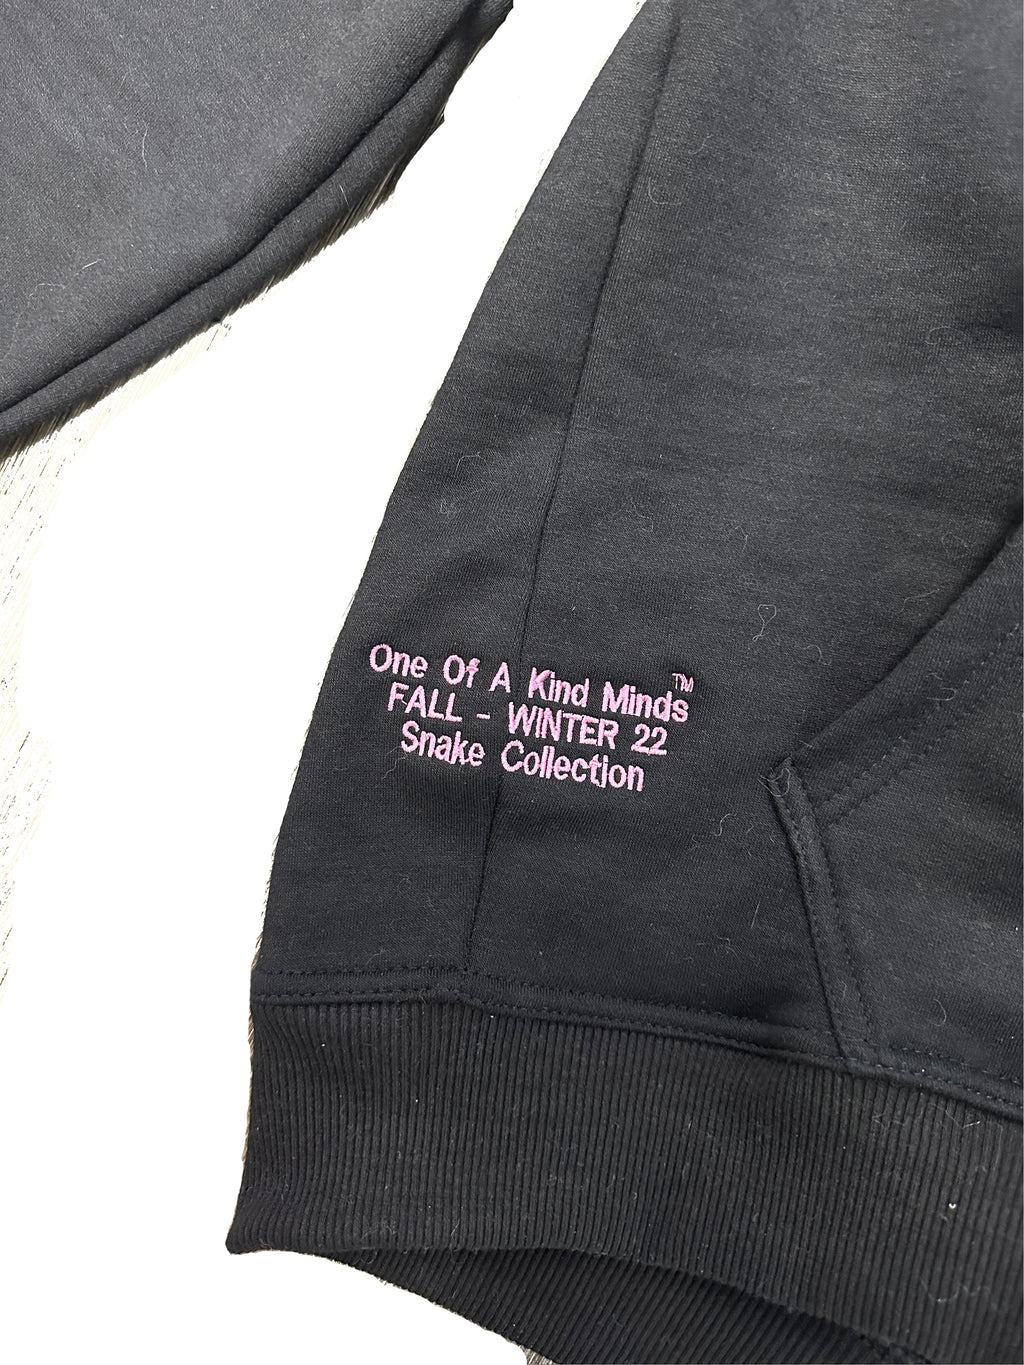 One Of A Kind Minds™
FALL - WINTER 22
Snake Collection